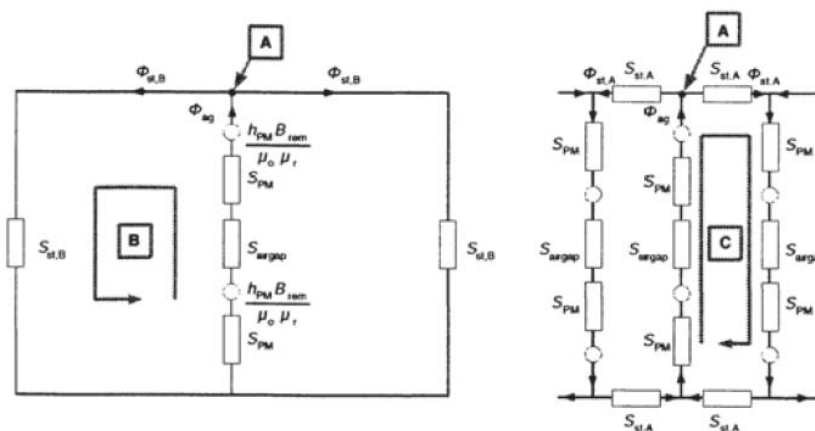 A
Φst,B Φst,B
Φag
hPM Brem
μo μr
SPM
B
Sst,B
Sairgap
Sst,B
hPM Brem
μo μr
SPM
A
Φst,A Sst,A Sst,A Φst,A
Φag
SPM
SPM
SPM
C
Sairgap
Sairgap
Sairga
SPM
SPM
SPM
Sst,A
Sst,A